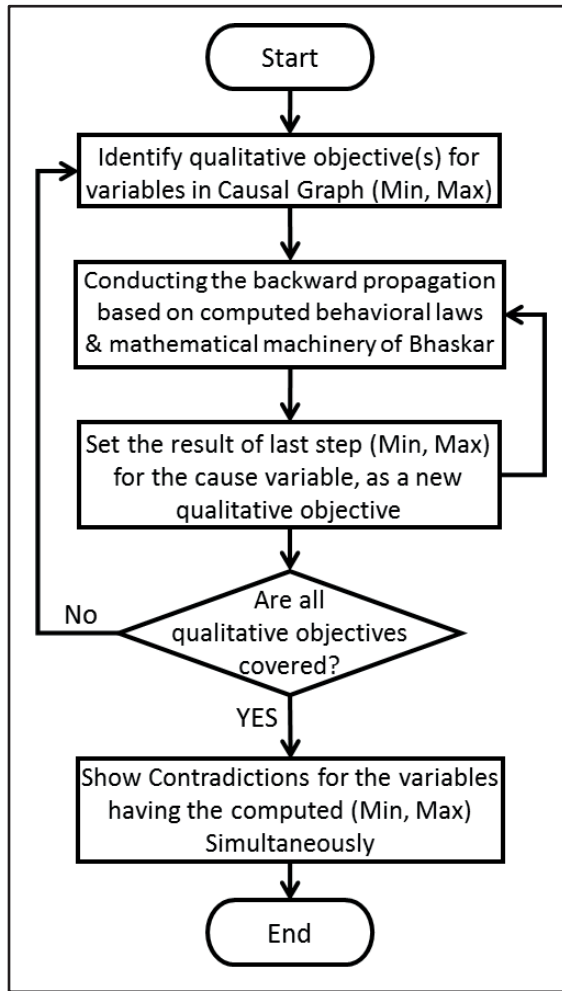 Start
Identify qualitative objective(s) for
variables in Causal Graph (Min, Max)
Conducting the backward propagation
based on computed behavioral laws
& mathematical machinery of Bhaskar
Set the result of last step (Min, Max)
for the cause variable, as a new
qualitative objective
Are all
qualitative objectives
covered?
No
YES
Show Contradictions for the variables
having the computed (Min, Max)
Simultaneously
End